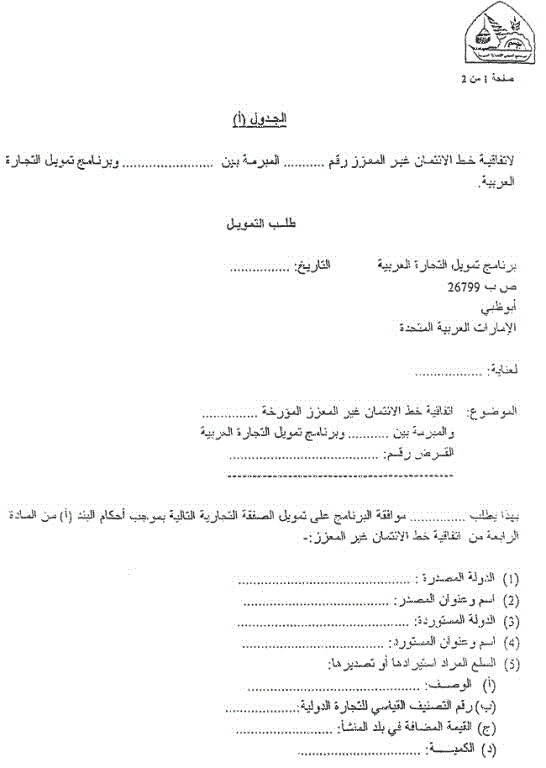 صفحة 1 من 2
الجدول (أ)
لاتفاقية خط الائتمان غير المعزز رقم ........... المبرمة بين ........................ وبرنامج تمويل التجارة
العربية.
طلب التمويل
برنامج تمويل التجارة العربية التاريخ: ................
ص ب 26799
أبوظبي
الإمارات العربية المتحدة
لعناية: ..................
الموضوع: اتفاقية خط الائتمان غير المعزز المؤرخة ...............
والمبرمة بين ........... وبرنامج تمويل التجارة العربية
القرض رقم: ........................................
---------------------------------------------
بهذا يطلب ............... موافقة البرنامج على تمويل الصفقة التجارية التالية بموجب أحكام البند (أ) من المادة
الرابعة من اتفاقية خط الائتمان غير المعزز:-
(1) الدولة المصدرة : .............................................
(2) اسم وعنوان المصدر: ......................................
(3) الدولة المستوردة: .............................................
(4) اسم وعنوان المستورد: .....................................
(5) السلع المراد استيرادها أو تصديرها:
(أ) الوصف: .............................................
(ب) رقم التصنيف القياسي للتجارة الدولية:...................
(ج) القيمة المضافة في بلد المنشأ: .........................
(د) الكميـــة: ................................